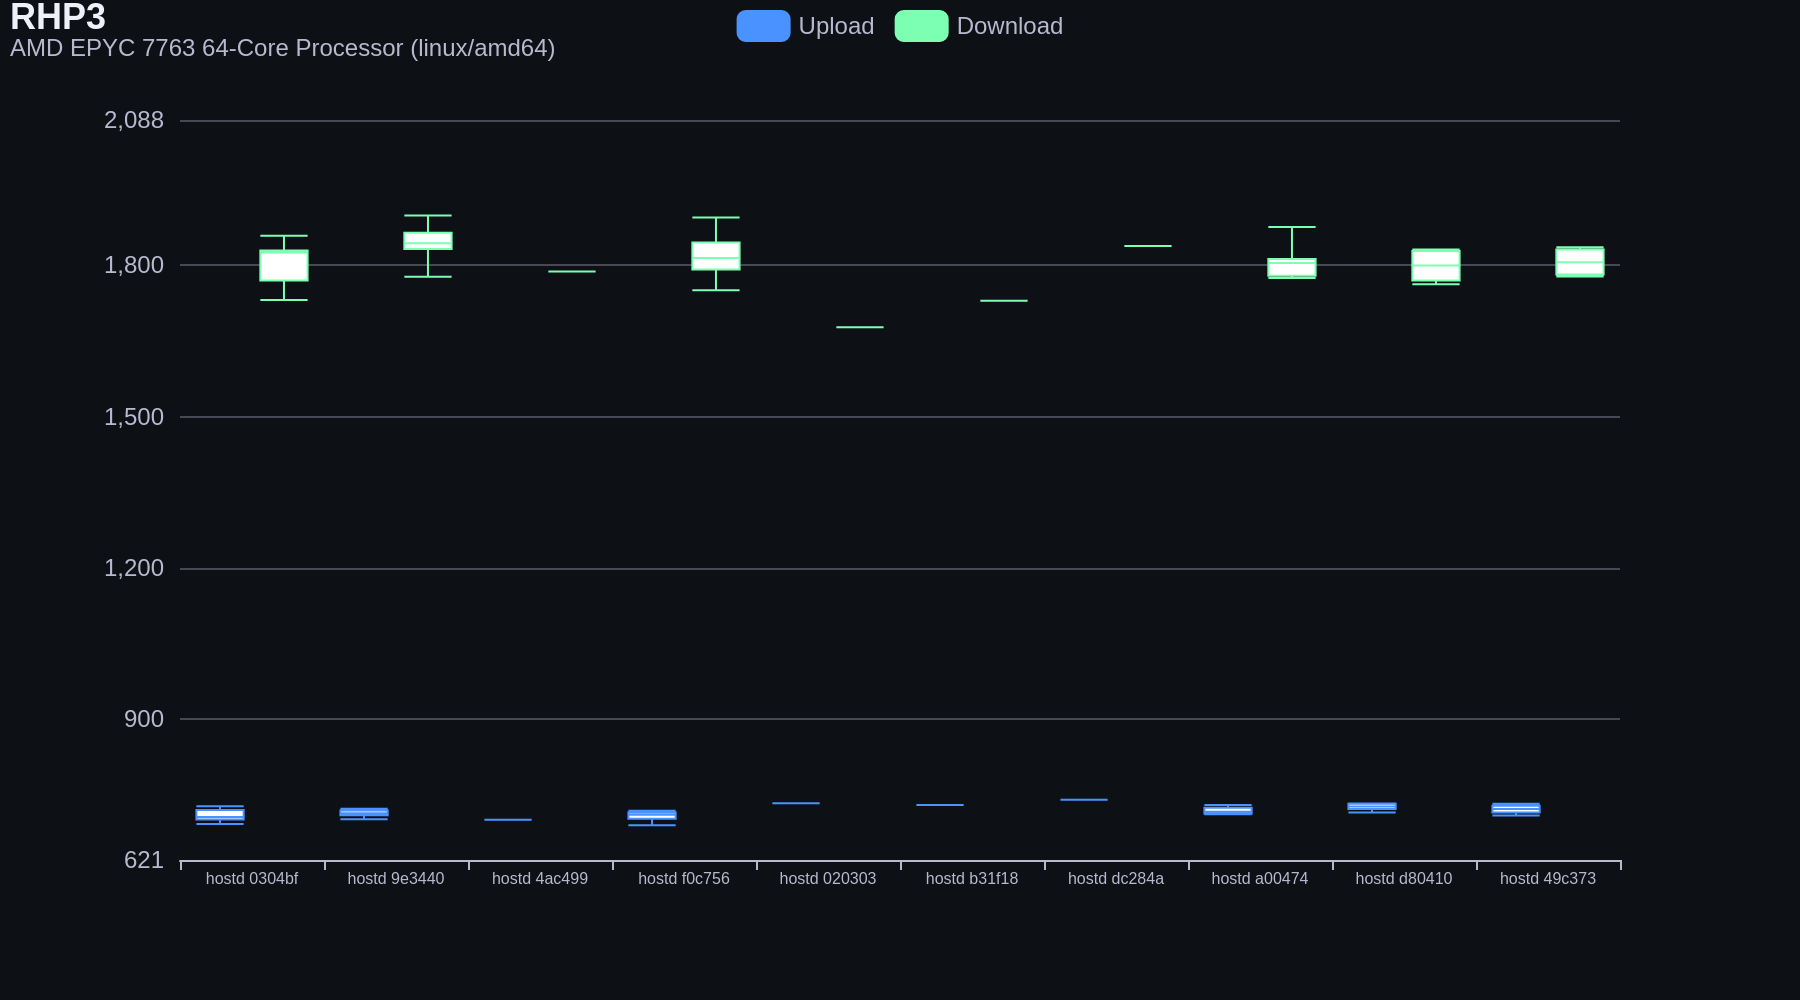 RHP3
AMD EPYC 7763 64-Core Processor (linux/amd64)
Upload
Download
2,088
1,800
1,500
1,200
900
621
hostd 0304bf
hostd 9e3440
hostd 4ac499
hostd f0c756
hostd 020303
hostd b31f18
hostd dc284a
hostd a00474
hostd d80410
hostd 49c373